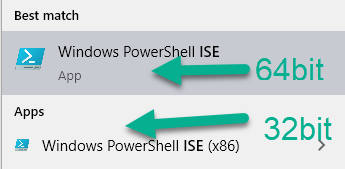 Best match
Windows PowerShell ISE
App
64bit
Apps
32bit
Windows PowerShell ISE (x86)